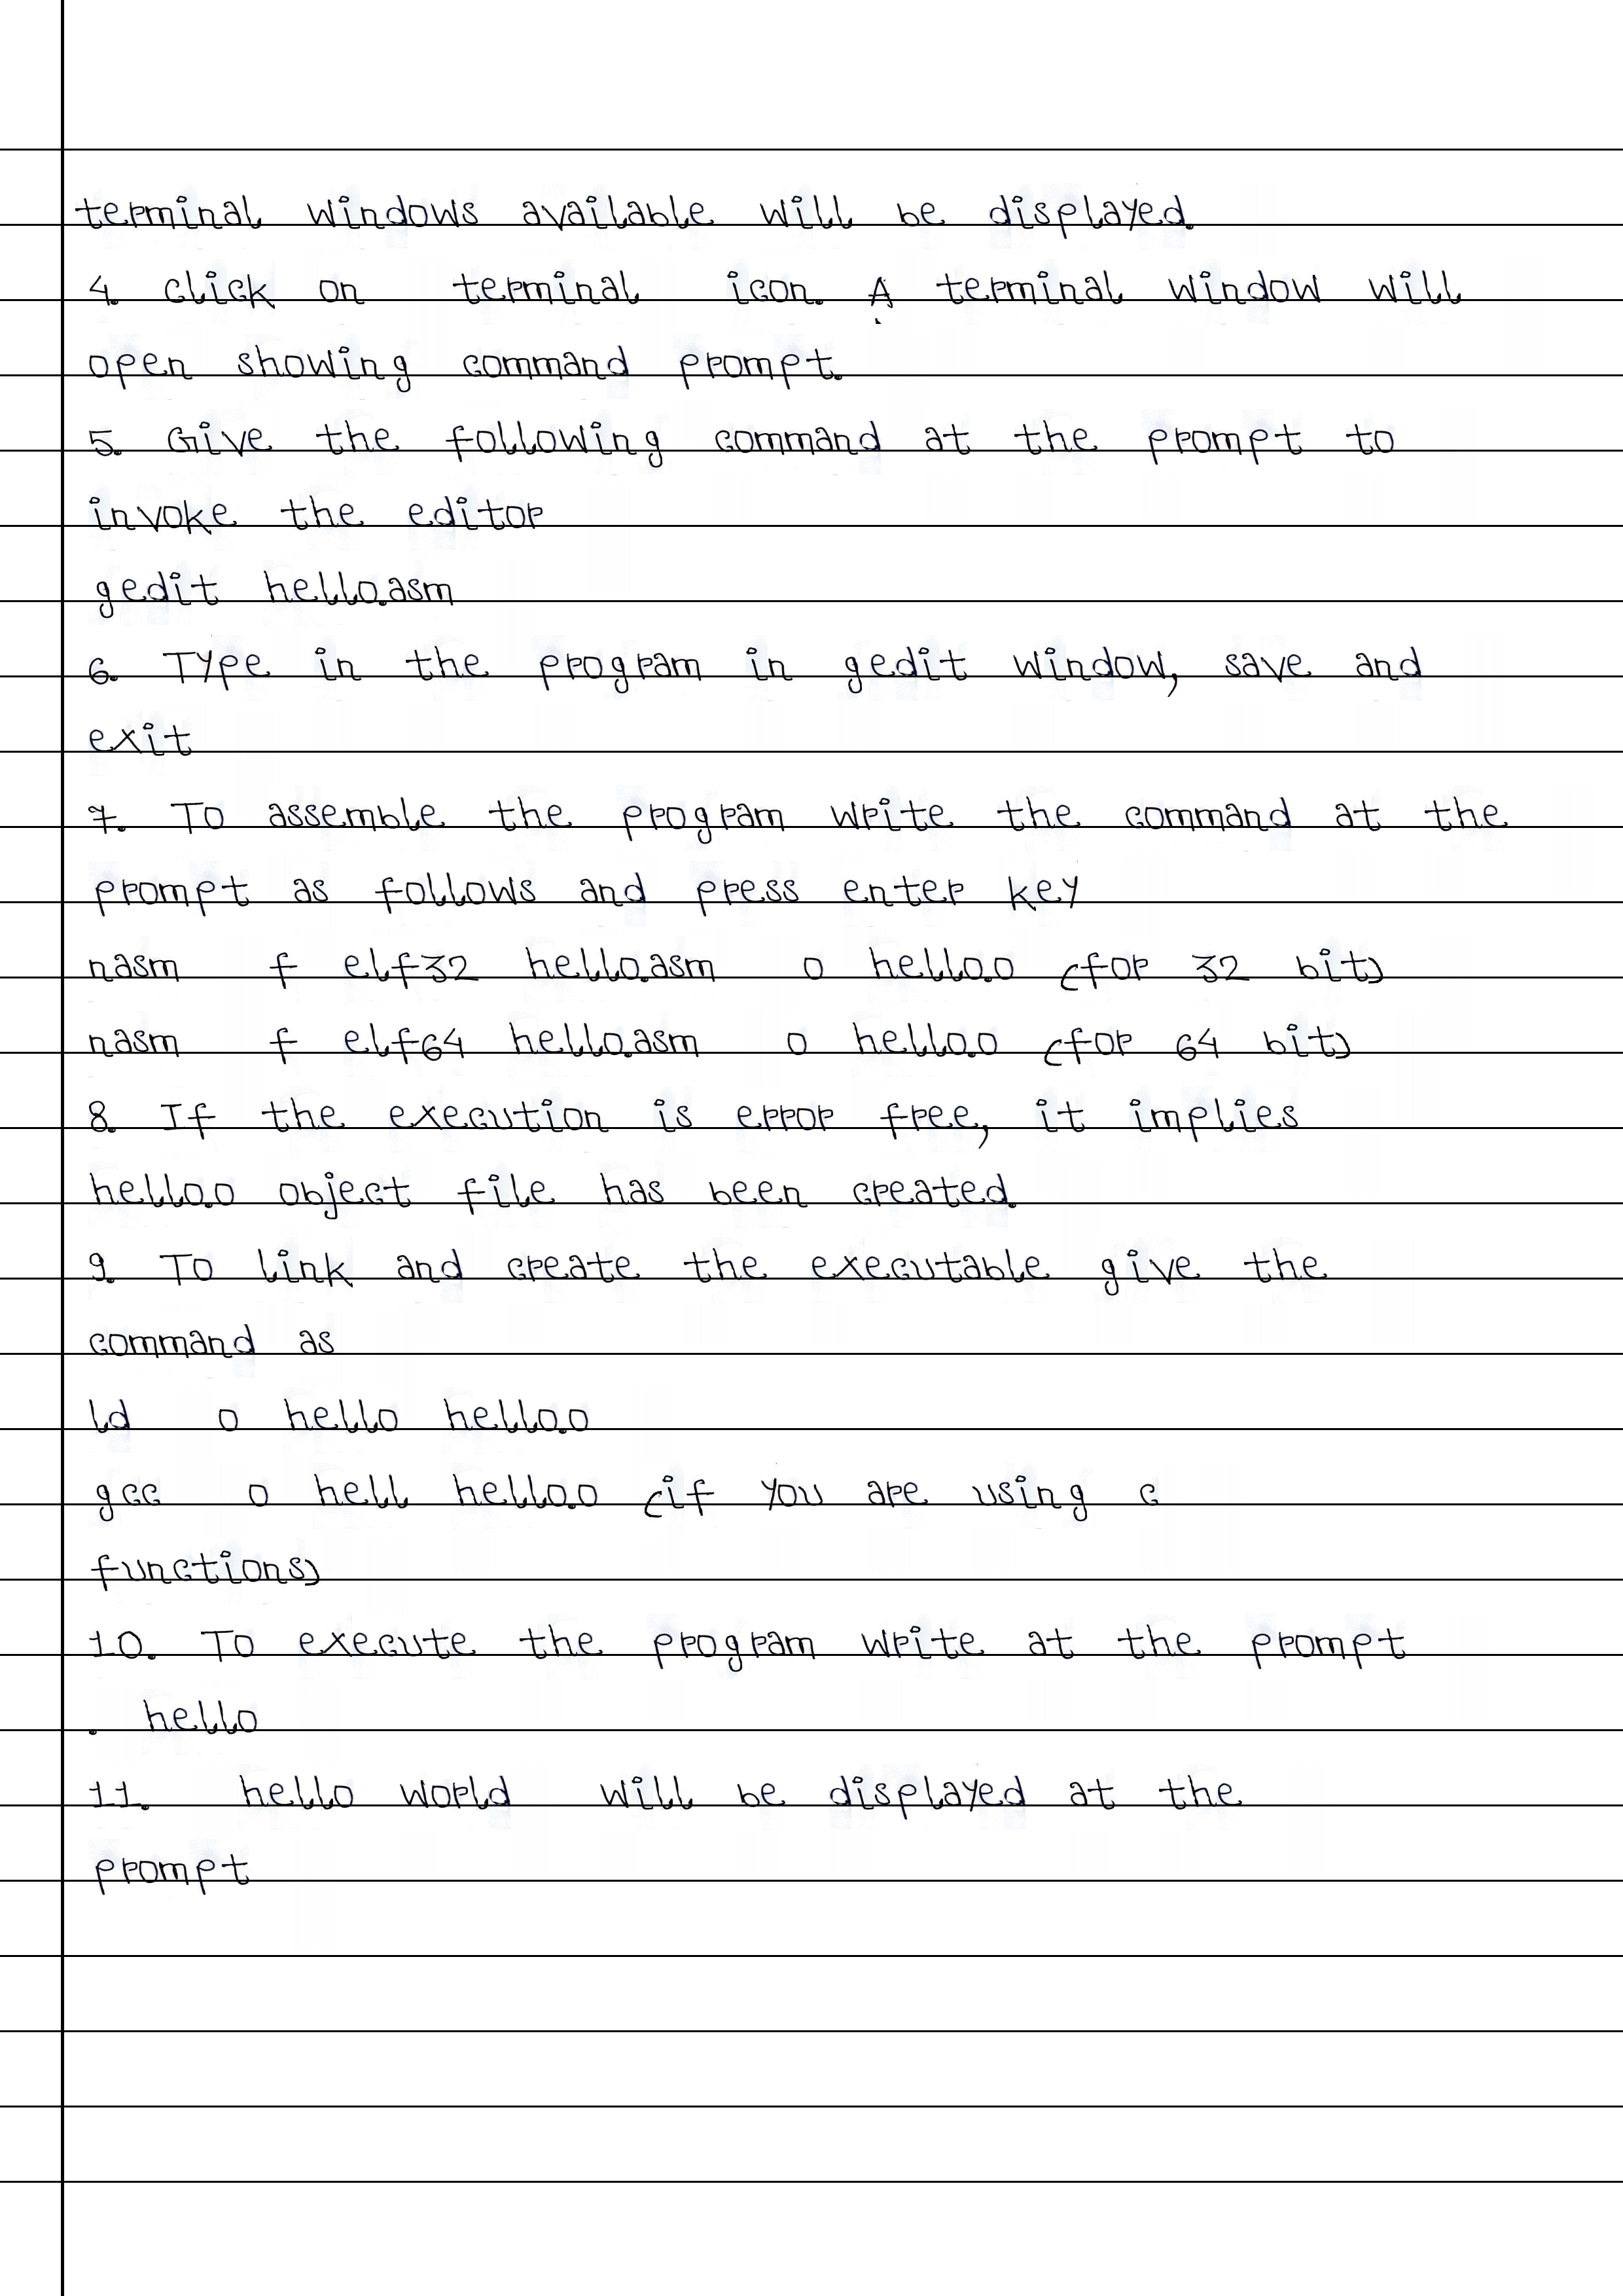 terminal windows available will be displayed.
4. click on terminal icon. A terminal window will
open showing command prompt.
5. Give the following command at the prompt to
invoke the editor
gedit hello.asm
6. Type in the program in gedit window, save and
exit
7. To assemble the program write the command at the
prompt as follows and press enter key
nasm f elf32 hello.asm o hello.o (for 32 bit)
nasm f elf64 hello.asm o hello.o (for 64 bit)
8. If the execution is error free, it implies
hello.o object file has been created.
9. To link and create the executable give the
command as
ld o hello hello.o
gcc o hell hello.o (if you are using c
functions)
10. To execute the program write at the prompt
. hello
11. hello world will be displayed at the
prompt